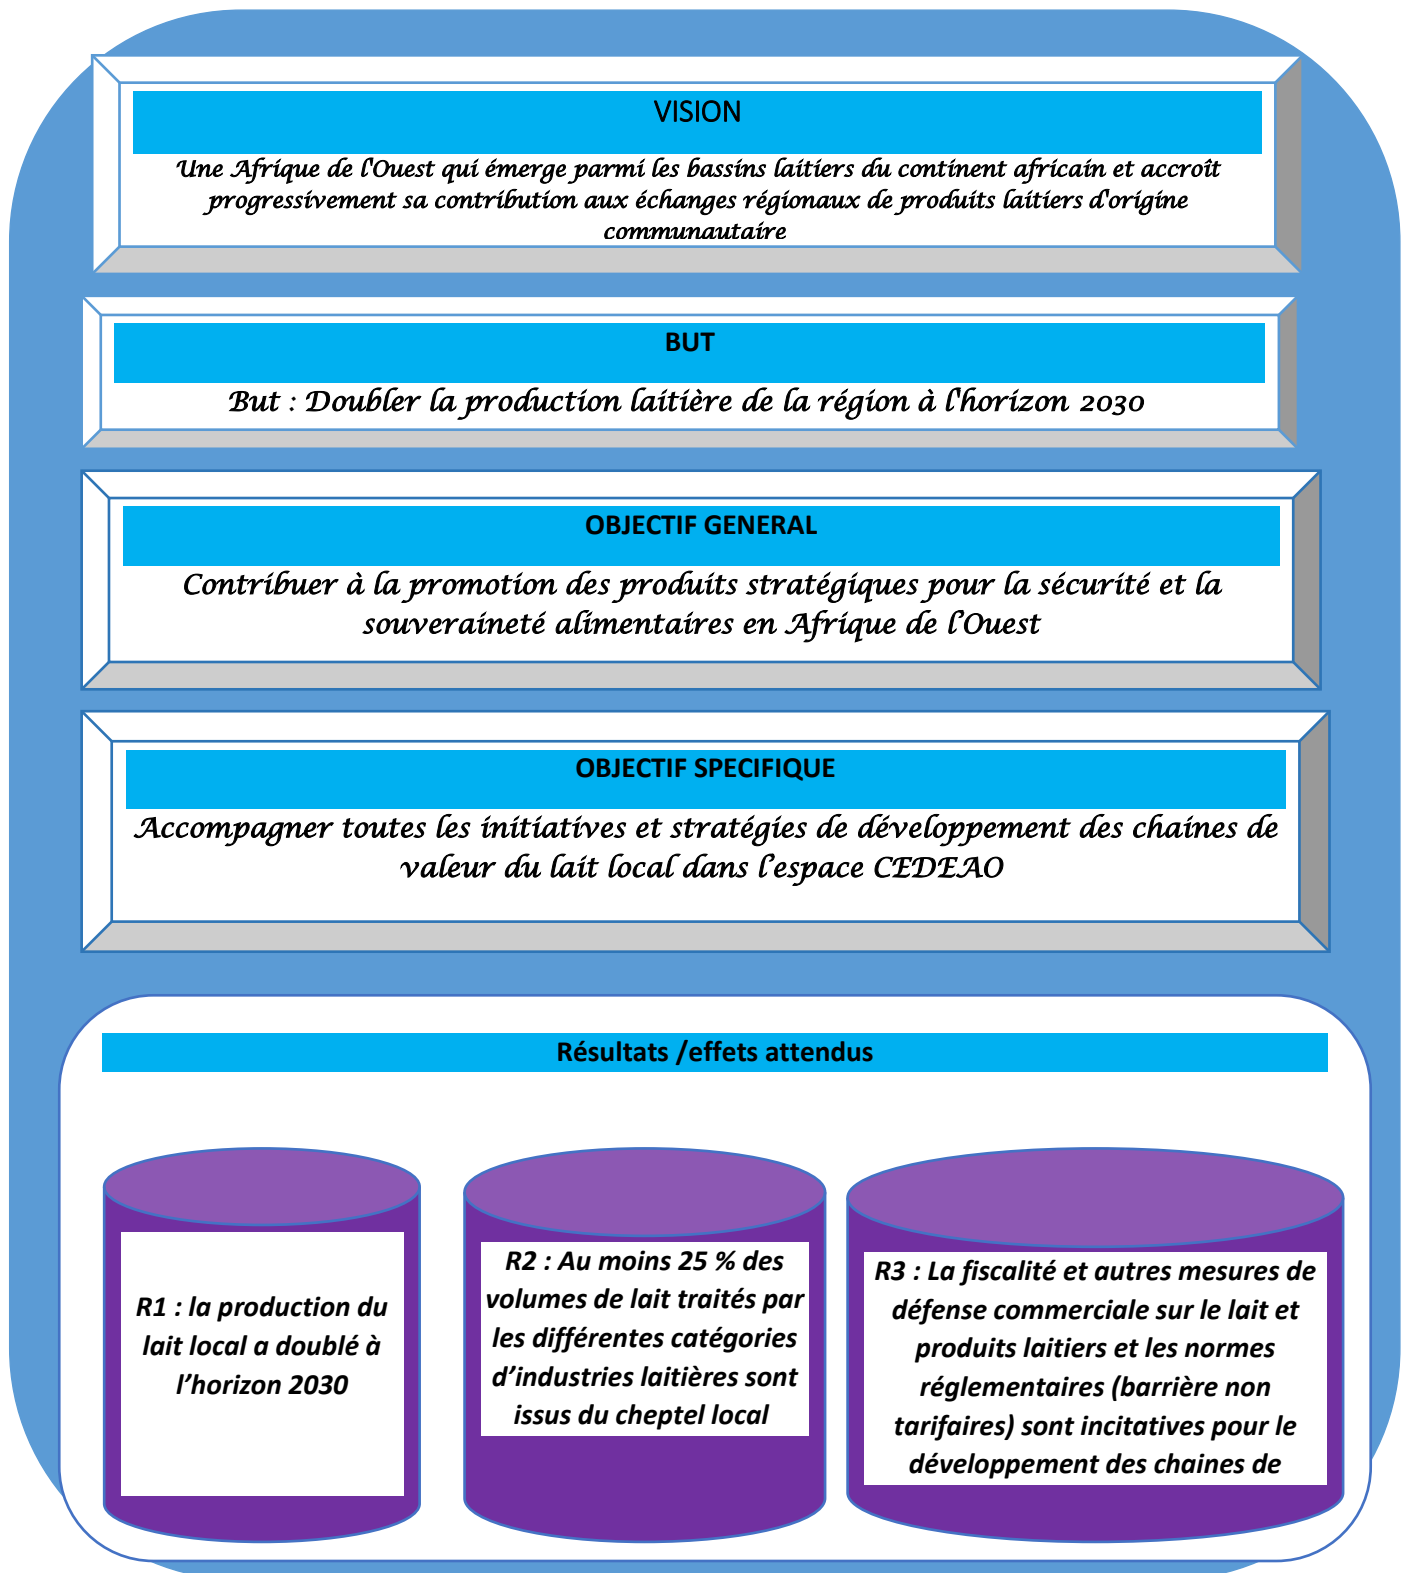 VISION
Une Afrique de l'Ouest qui émerge parmi les bassins laitiers du continent africain et accroît
progressivement sa contribution aux échanges régionaux de produits laitiers d'origine
communautaire
BUT
But : Doubler la production laitière de la région à l'horizon 2030
OBJECTIF GENERAL
Contribuer à la promotion des produits stratégiques pour la sécurité et la
souveraineté alimentaires en Afrique de l'Ouest
OBJECTIF SPECIFIQUE
Accompagner toutes les initiatives et stratégies de développement des chaines de
valeur du lait local dans l'espace CEDEAO
Résultats /effets attendus
R1 : la production du
lait local a doublé à
l’horizon 2030
R2 : Au moins 25 % des
volumes de lait traités par
les différentes catégories
d’industries laitières sont
issus du cheptel local
R3 : La fiscalité et autres mesures de
défense commerciale sur le lait et
produits laitiers et les normes
réglementaires (barrière non
tarifaires) sont incitatives pour le
développement des chaines de